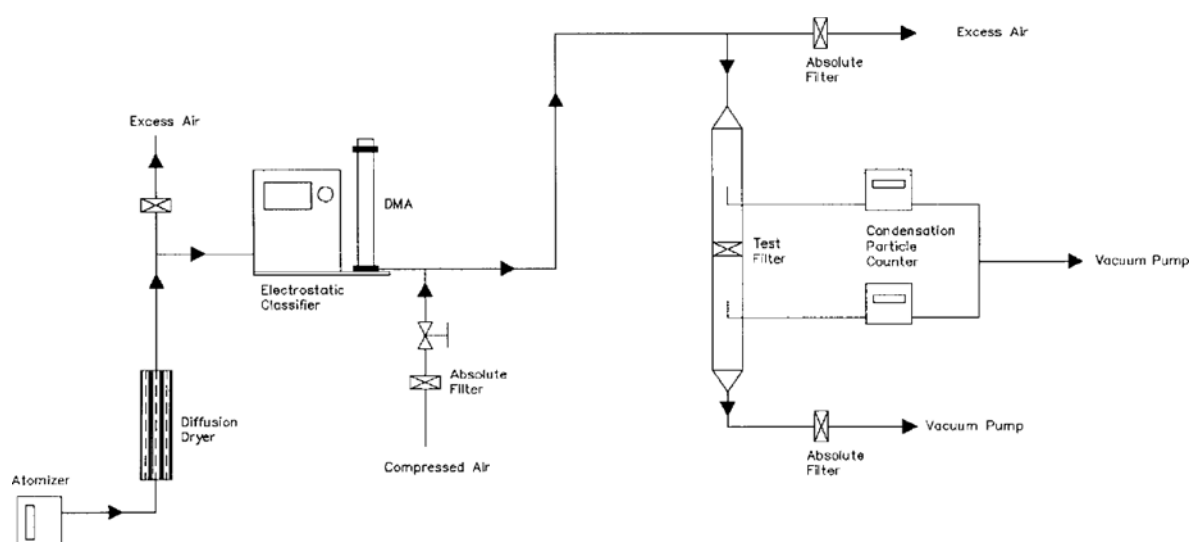 Excess Air
Absolute
Filter
Excess Air
DMA
Electrostatic
Classifier
Test
Filter
Condensation
Particle
Counter
Vacuum Pump
Absolute
Filter
Compressed Air
Diffusion
Dryer
Atomizer
Vacuum Pump
Absolute
Filter